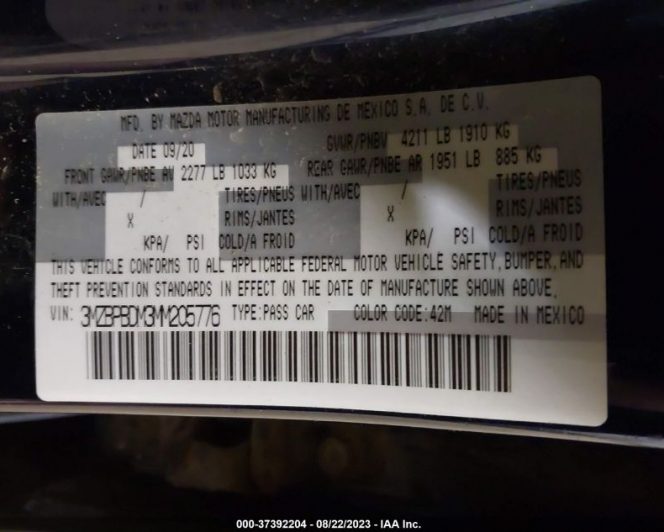 MFD. BY MAZDA MOTOR MANUFACTURING DE MEXICO S.A. DE C.V.
DATE 09/20 GVWR/PNBV 4211 LB 1910 KG
FRONT GAWR/PNBE AV 2277 LB 1033 KG REAR GAWR/PNBE AR 1951 LB 885 KG
WITH/AVEC / TIRES/PNEUS WITH/AVEC / TIRES/PNEUS
X RIMS/JANTES X RIMS/JANTES
KPA/ PSI COLD/A FROID KPA/ PSI COLD/A FROID
THIS VEHICLE CONFORMS TO ALL APPLICABLE FEDERAL MOTOR VEHICLE SAFETY, BUMPER, AND
THEFT PREVENTION STANDARDS IN EFFECT ON THE DATE OF MANUFACTURE SHOWN ABOVE.
VIN: 3MZBPBDM3MM205776 TYPE:PASS CAR COLOR CODE:42M MADE IN MEXICO
000-37392204 - 08/22/2023 - IAA Inc.